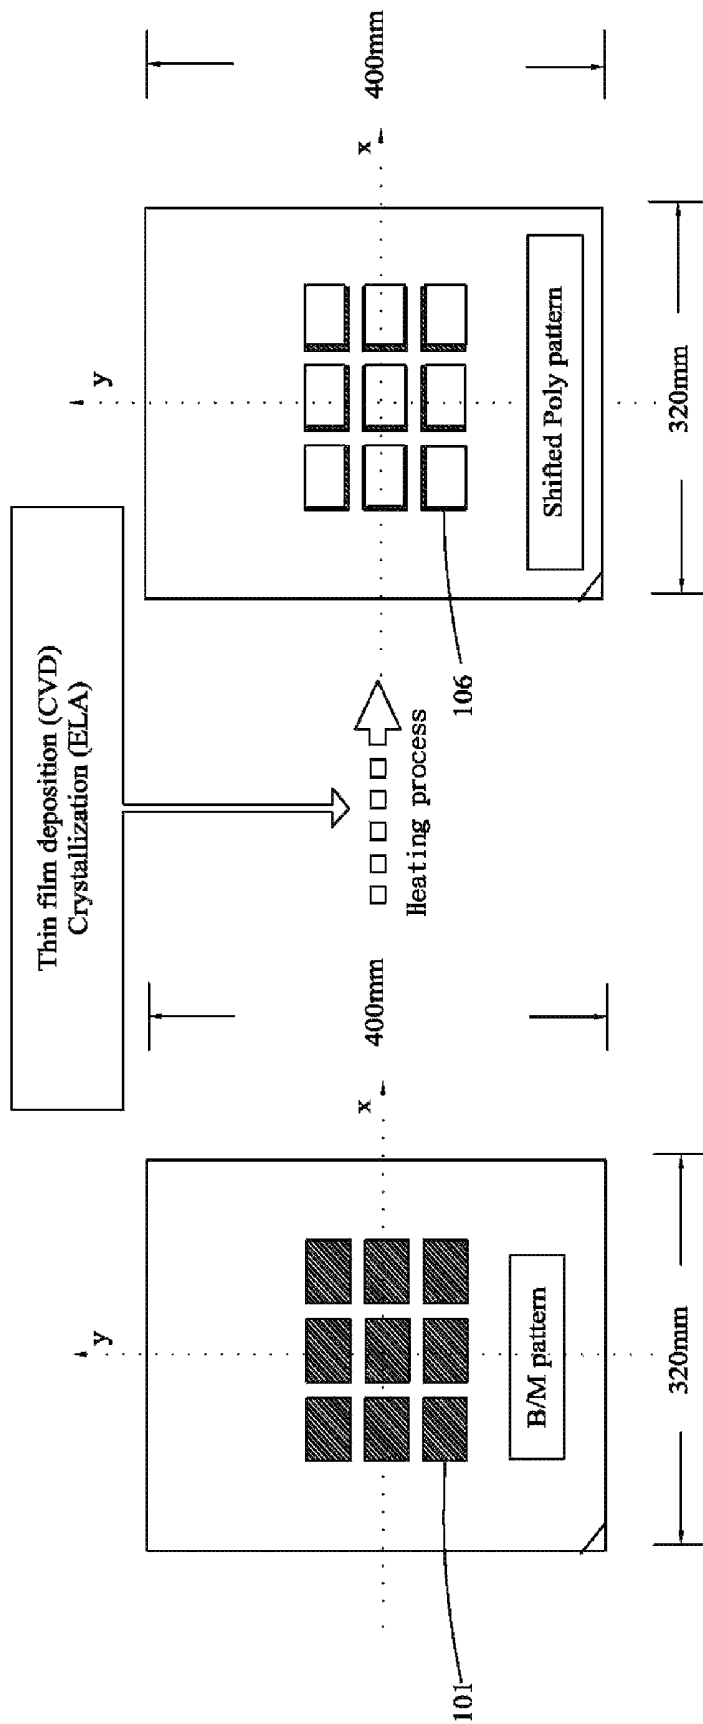 Thin film deposition (CVD)
Crystallization (ELA)
y
x
400mm
B/M pattern
320mm
101
Heating process
y
x
400mm
Shifted Poly pattern
320mm
106